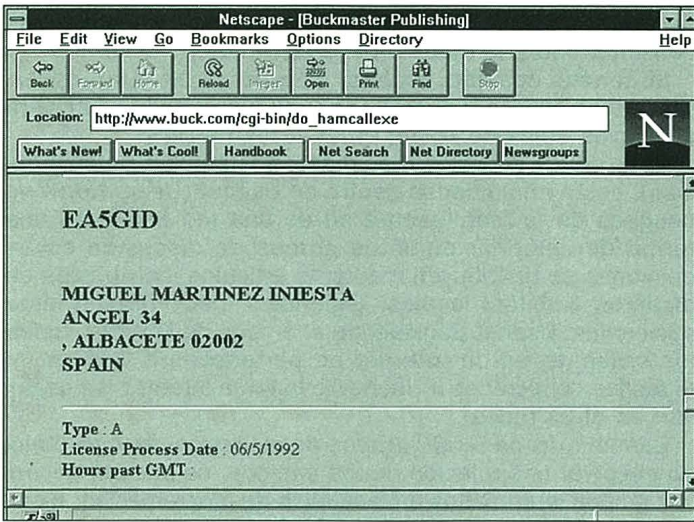 Netscape - [Buckmaster Publishing]
File Edit View Go Bookmarks Options Directory Help
Back Forward Home Reload Images Open Print Find Stop
Location: http://www.buck.com/cgi-bin/do_hamcallexe
N
What's New! What's Cool! Handbook Net Search Net Directory Newsgroups
EA5GID
MIGUEL MARTINEZ INIESTA
ANGEL 34
, ALBACETE 02002
SPAIN
Type : A
License Process Date : 06/5/1992
Hours past GMT :